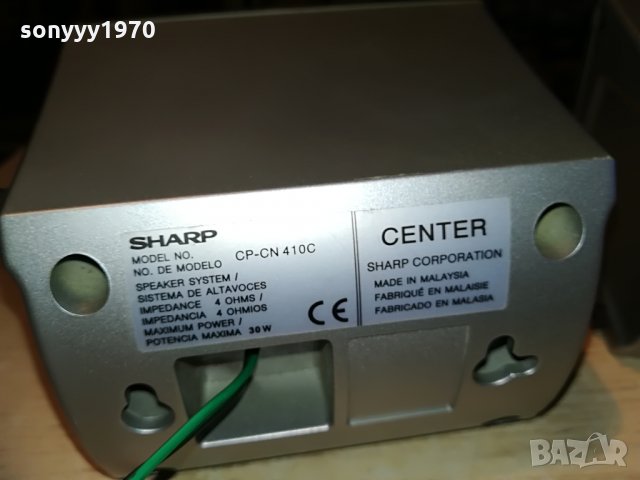 sonyyy1970
SHARP
MODEL NO.
NO. DE MODELO CP-CN 410C
SPEAKER SYSTEM /
SISTEMA DE ALTAVOCES
IMPEDANCE 4 OHMS /
IMPEDANCIA 4 OHMIOS
MAXIMUM POWER /
POTENCIA MAXIMA 30W
CE
CENTER
SHARP CORPORATION
MADE IN MALAYSIA
FABRIQUÉ EN MALAISIE
FABRICADO EN MALASIA
BAZAR